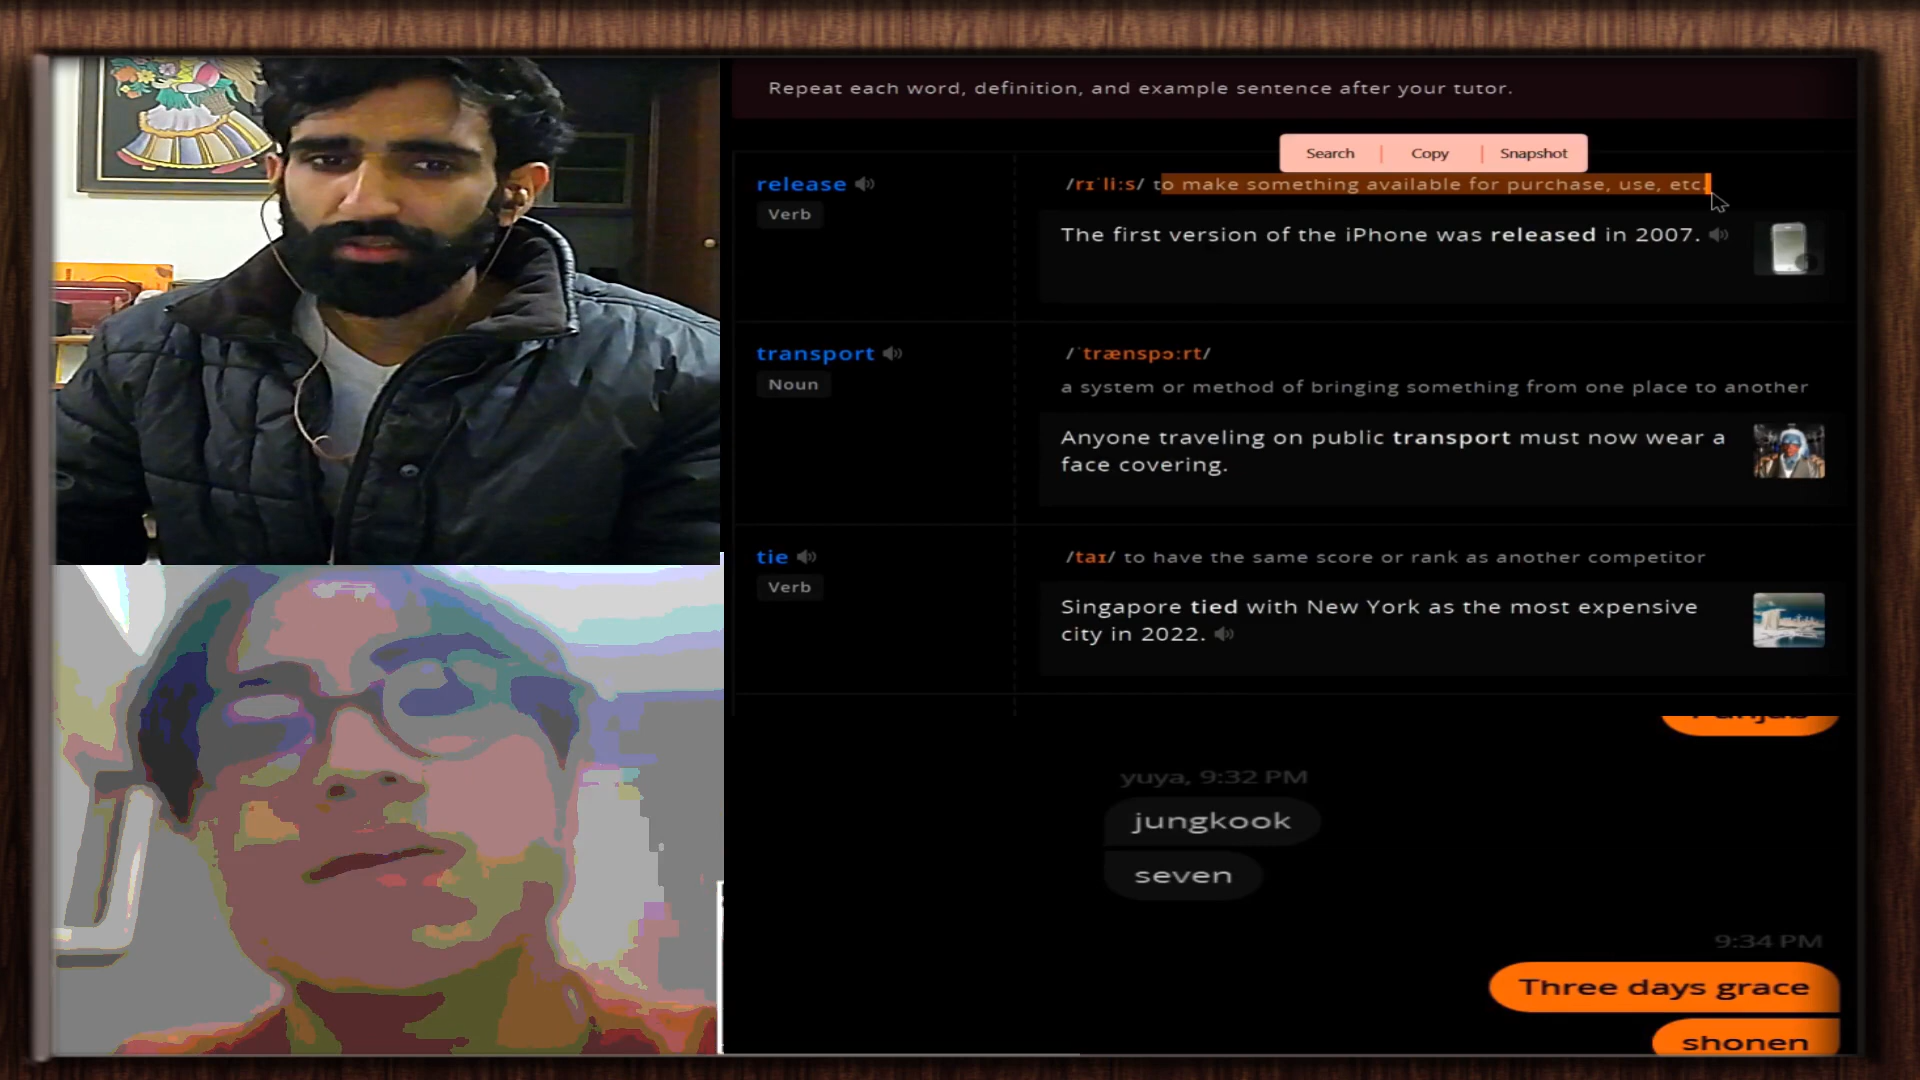 Repeat each word, definition, and example sentence after your tutor.
Search Copy Snapshot
release
Verb
/rɪˈliːs/ to make something available for purchase, use, etc.
The first version of the iPhone was released in 2007.
transport
Noun
/ˈtrænspɔːrt/
a system or method of bringing something from one place to another
Anyone traveling on public transport must now wear a
face covering.
tie
Verb
/taɪ/ to have the same score or rank as another competitor
Singapore tied with New York as the most expensive
city in 2022.
yuya, 9:32 PM
jungkook
seven
9:34 PM
Three days grace
shonen